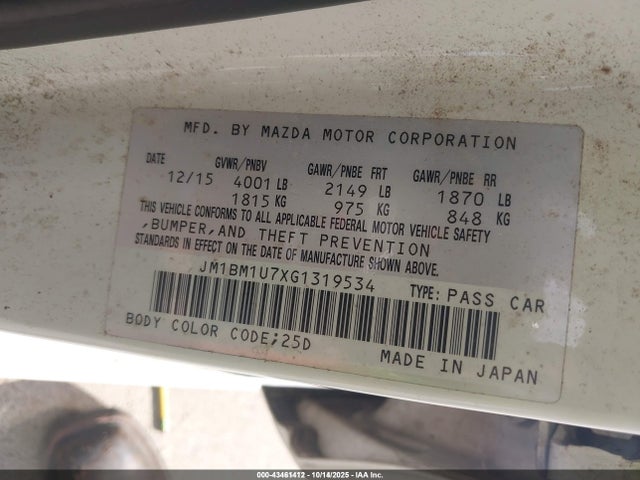 MFD. BY MAZDA MOTOR CORPORATION
DATE GVWR/PNBV GAWR/PNBE FRT GAWR/PNBE RR
12/15 4001 LB 2149 LB 1870 LB
1815 KG 975 KG 848 KG
THIS VEHICLE CONFORMS TO ALL APPLICABLE FEDERAL MOTOR VEHICLE SAFETY
,BUMPER,AND THEFT PREVENTION
STANDARDS IN EFFECT ON THE DATE OF MANUFACTURE SHOWN ABOVE.
JM1BM1U7XG1319534 TYPE: PASS CAR
BODY COLOR CODE;25D
MADE IN JAPAN
000-43461412 - 10/14/2025 - IAA Inc.